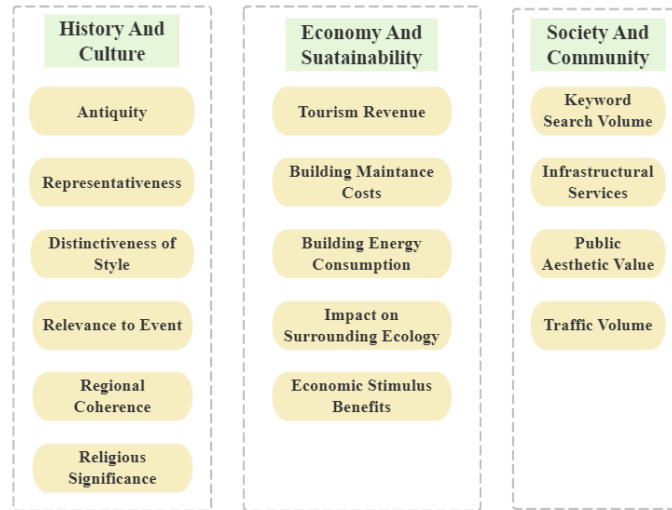 History And
Culture
Antiquity
Representativeness
Distinctiveness of
Style
Relevance to Event
Regional
Coherence
Religious
Significance
Economy And
Sustainability
Tourism Revenue
Building Maintance
Costs
Building Energy
Consumption
Impact on
Surrounding Ecology
Economic Stimulus
Benefits
Society And
Community
Keyword
Search Volume
Infrastructural
Services
Public
Aesthetic Value
Traffic Volume